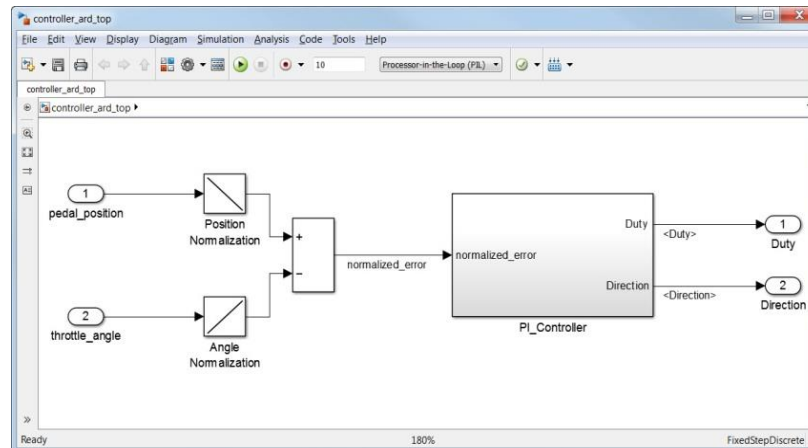 controller_ard_top
File Edit View Display Diagram Simulation Analysis Code Tools Help
10 Processor-in-the-Loop (PIL)
controller_ard_top
controller_ard_top
1
pedal_position
Position
Normalization
+
−
normalized_error
2
throttle_angle
Angle
Normalization
normalized_error
Duty
Direction
PI_Controller
<Duty>
<Direction>
1
Duty
2
Direction
Ready 180% FixedStepDiscrete